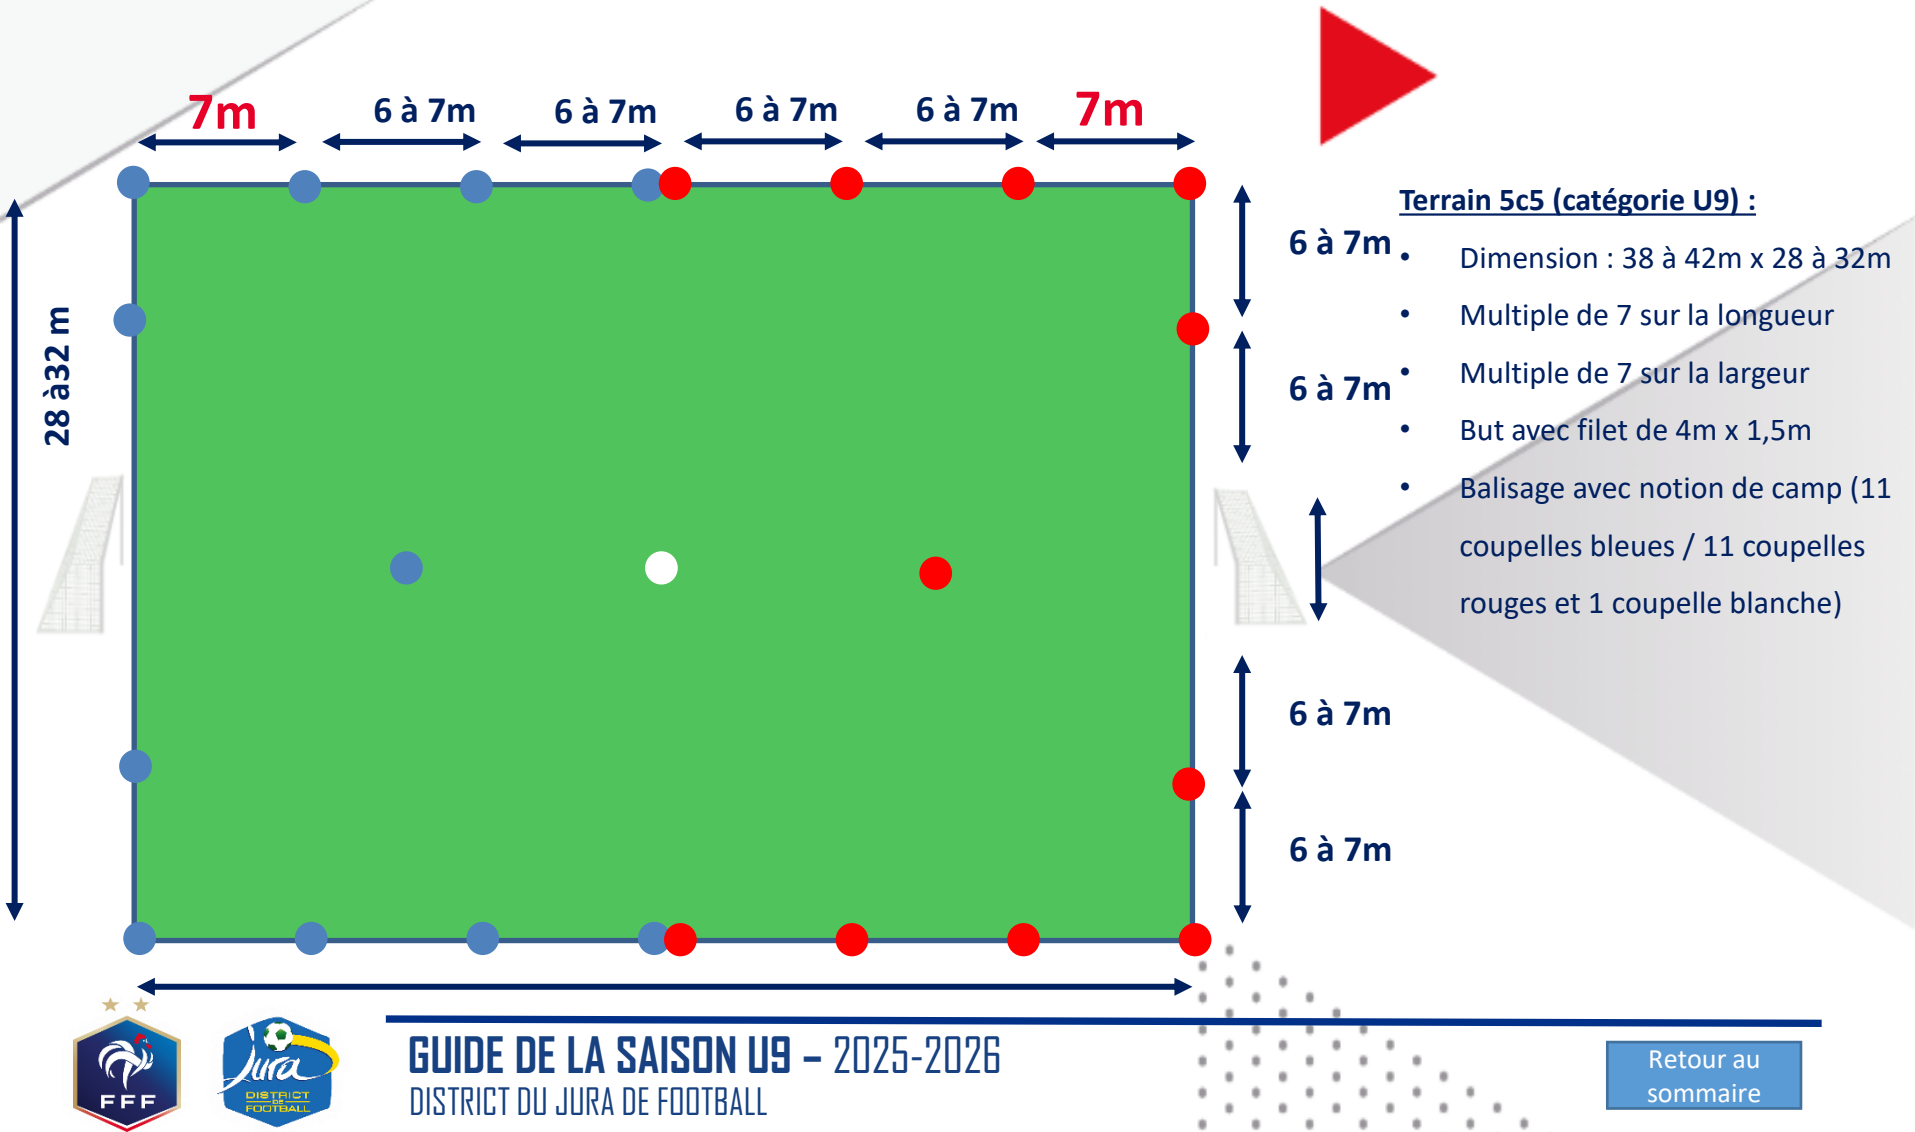 7m
6 à 7m
6 à 7m
6 à 7m
6 à 7m
7m
28 à32 m
6 à 7m
6 à 7m
6 à 7m
6 à 7m
Terrain 5c5 (catégorie U9) :
• Dimension : 38 à 42m x 28 à 32m
• Multiple de 7 sur la longueur
• Multiple de 7 sur la largeur
• But avec filet de 4m x 1,5m
• Balisage avec notion de camp (11
coupelles bleues / 11 coupelles
rouges et 1 coupelle blanche)
FFF
Jura
DISTRICT
DE
FOOTBALL
GUIDE DE LA SAISON U9 – 2025-2026
DISTRICT DU JURA DE FOOTBALL
Retour au
sommaire